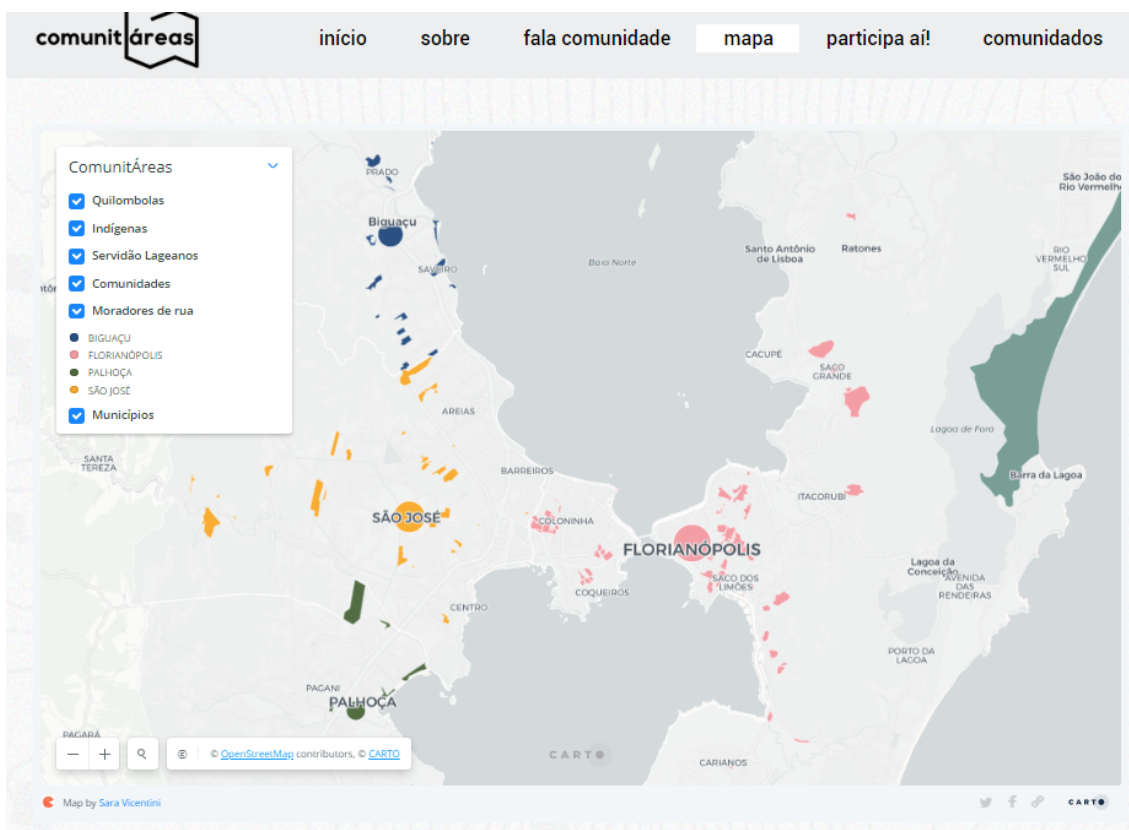 comunitáreas
início
sobre
fala comunidade
mapa
participa aí!
comunidados
ComunitÁreas
Quilombolas
Indígenas
Servidão Lageanos
Comunidades
Moradores de rua
BIGUAÇU
FLORIANÓPOLIS
PALHOÇA
SÃO JOSÉ
Municípios
PRADO
Biguaçu
Baia Norte
Santo Antônio
de Lisboa
Ratones
São João do
Rio Vermelho
RIO
VERMELHO
SUL
CACUPÉ
SACO
GRANDE
AREIAS
Lagoa de Fora
SANTA
TEREZA
BARREIROS
Barra da Lagoa
ITACORUBI
SÃO JOSÉ
COLONINHA
FLORIANÓPOLIS
Lagoa da
Conceição
AVENIDA
DAS
RENDEIRAS
SACO DOS
LIMÕES
COQUEIROS
CENTRO
PORTO DA
LAGOA
PAGANI
PALHOÇA
PAGARÁ
CARIANOS
© OpenStreetMap contributors, © CARTO
CARTO
Map by Sara Vicentini
CARTO